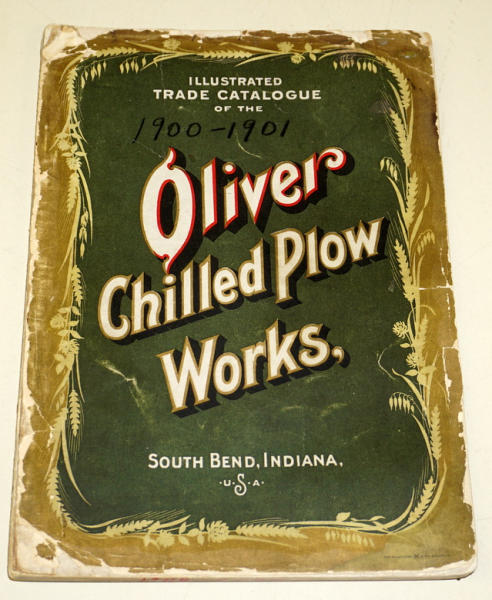 ILLUSTRATED
TRADE CATALOGUE
OF THE
1900-1901
Oliver
Chilled Plow
Works,
SOUTH BEND, INDIANA,
·U·S·A·